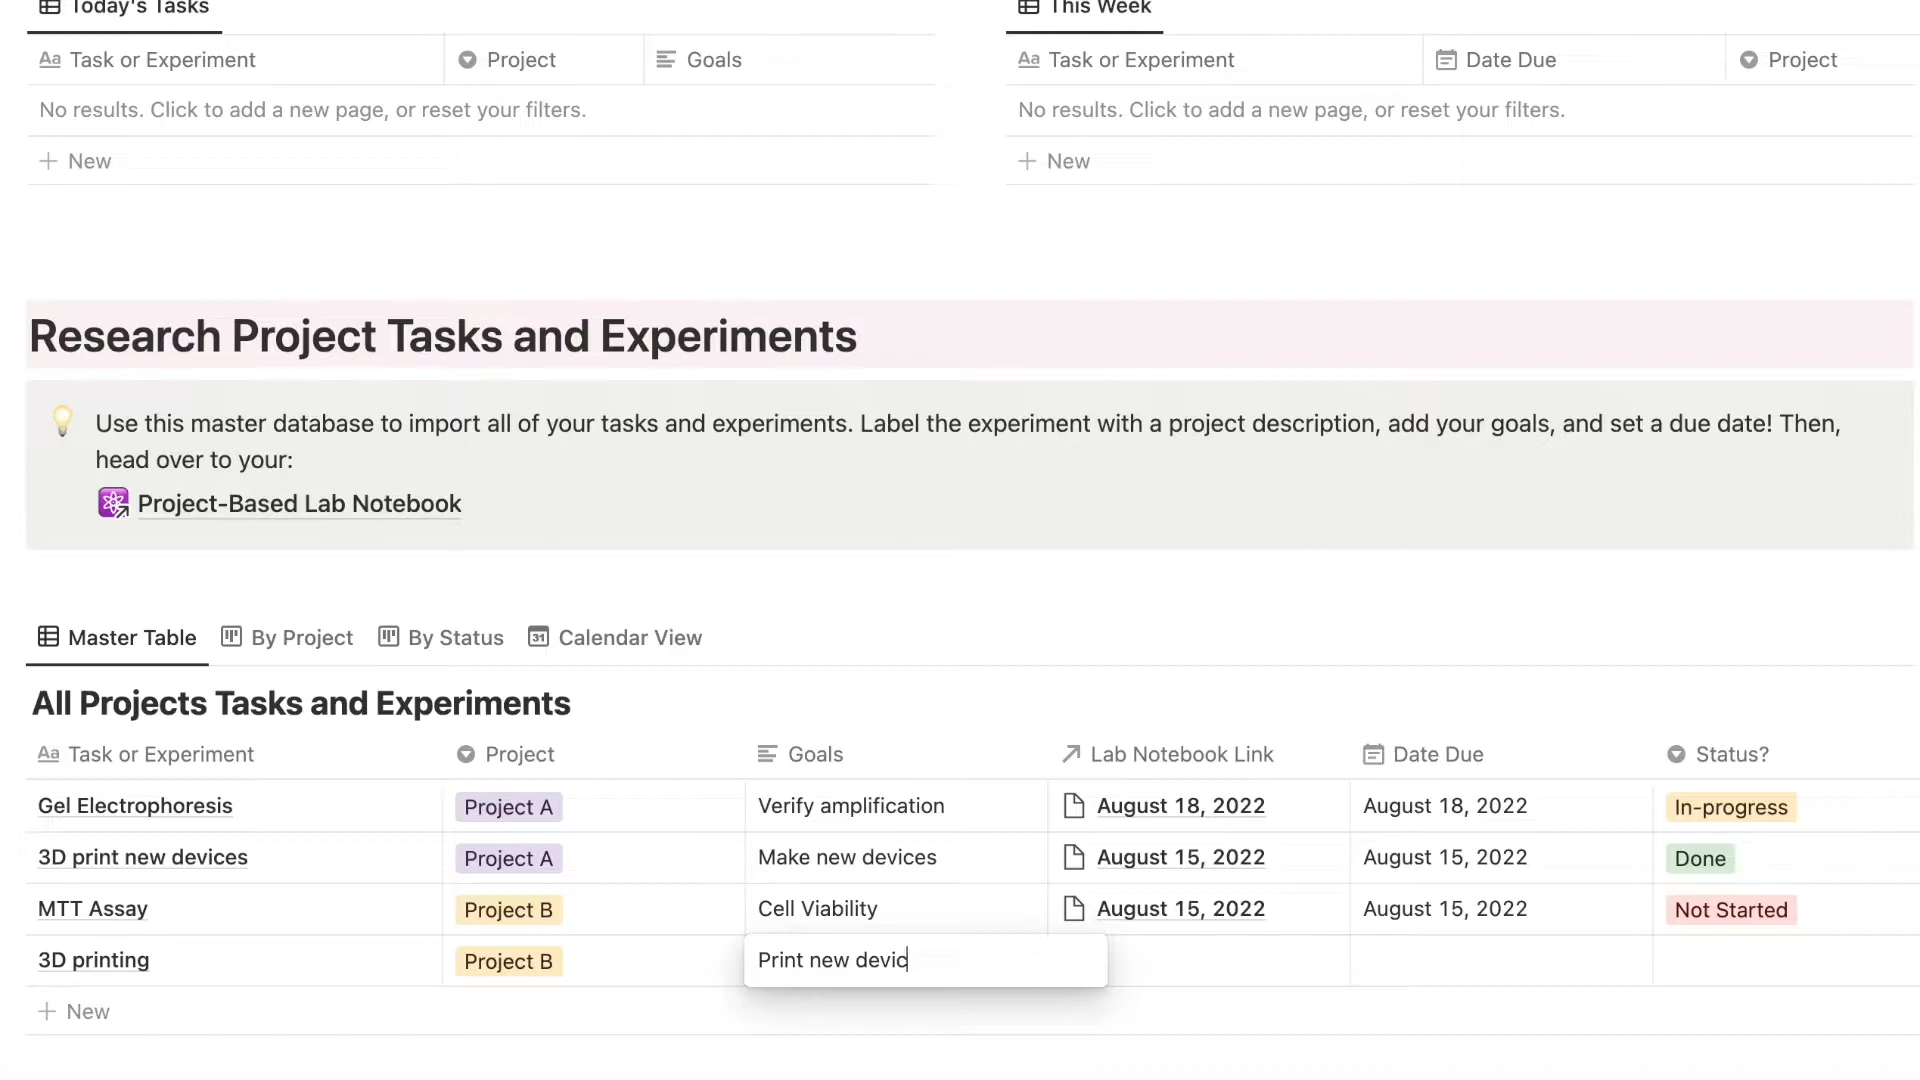 Today's Tasks
This Week
Aa Task or Experiment Project Goals
Aa Task or Experiment Date Due Project
No results. Click to add a new page, or reset your filters.
No results. Click to add a new page, or reset your filters.
+ New
+ New
Research Project Tasks and Experiments
Use this master database to import all of your tasks and experiments. Label the experiment with a project description, add your goals, and set a due date! Then,
head over to your:
Project-Based Lab Notebook
Master Table By Project By Status 31 Calendar View
All Projects Tasks and Experiments
Aa Task or Experiment Project Goals Lab Notebook Link Date Due Status?
Gel Electrophoresis Project A Verify amplification August 18, 2022 August 18, 2022 In-progress
3D print new devices Project A Make new devices August 15, 2022 August 15, 2022 Done
MTT Assay Project B Cell Viability August 15, 2022 August 15, 2022 Not Started
3D printing Project B Print new devic
+ New